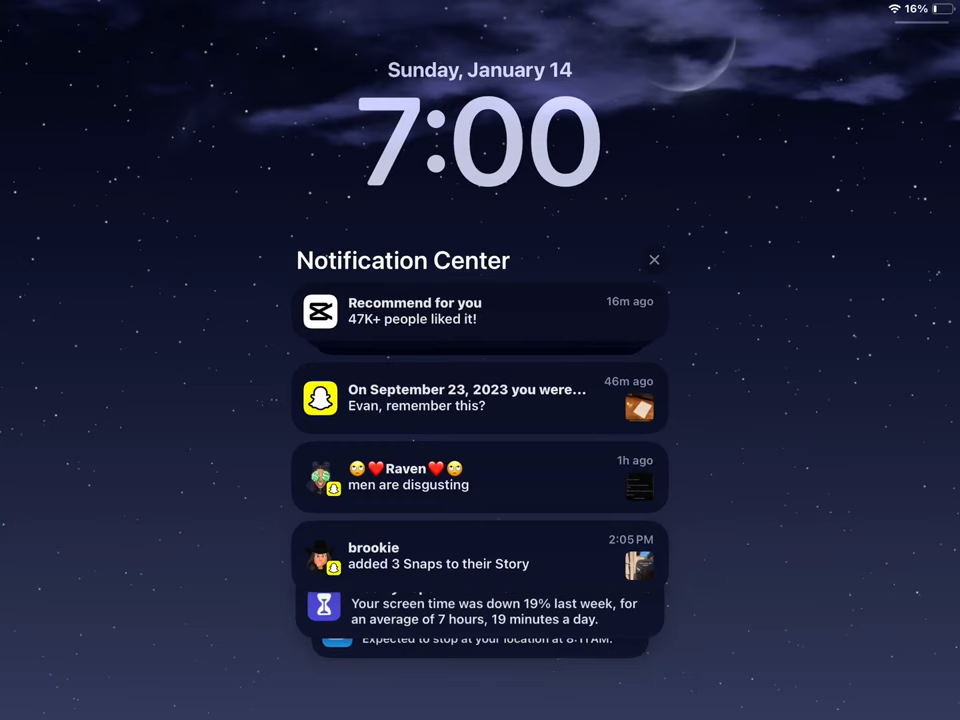 16%
Sunday, January 14
7:00
Notification Center
Recommend for you
16m ago
47K+ people liked it!
On September 23, 2023 you were...
46m ago
Evan, remember this?
🙄❤️Raven❤️🙄
1h ago
men are disgusting
brookie
2:05 PM
added 3 Snaps to their Story
Your screen time was down 19% last week, for
an average of 7 hours, 19 minutes a day.
Expected to stop at your location at 8:11 AM.